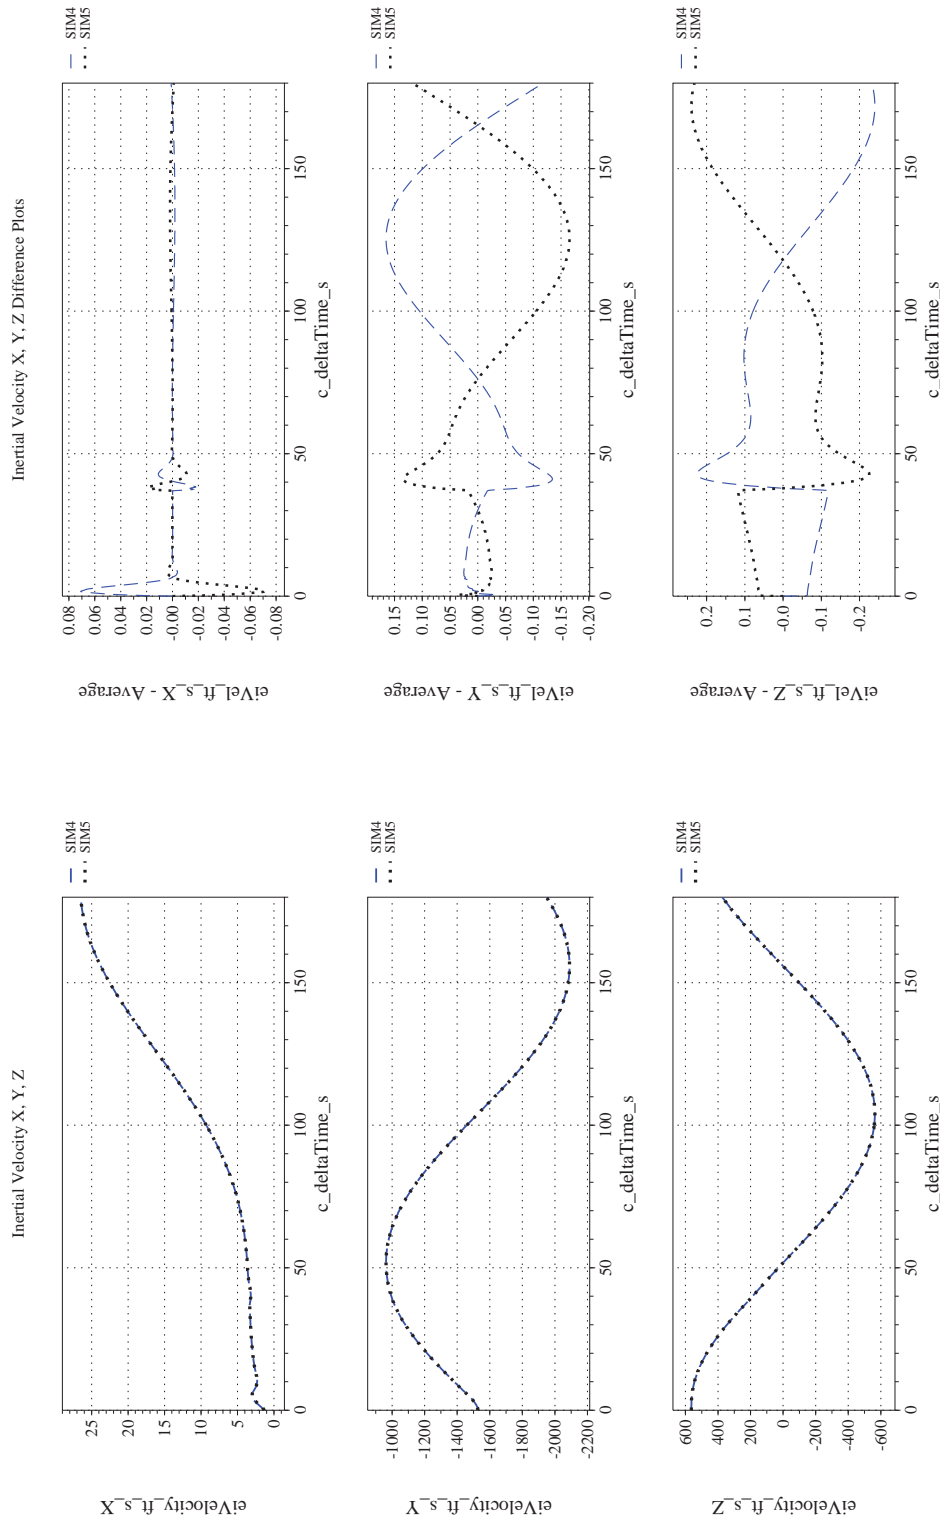 Inertial Velocity X, Y, Z
eiVelocity_ft_s_X
25
20
15
10
5
0
0
50
100
150
c_deltaTime_s
SIM4
SIM5
eiVelocity_ft_s_Y
-1000
-1200
-1400
-1600
-1800
-2000
-2200
0
50
100
150
c_deltaTime_s
SIM4
SIM5
eiVelocity_ft_s_Z
600
400
200
0
-200
-400
-600
0
50
100
150
c_deltaTime_s
SIM4
SIM5
Inertial Velocity X, Y, Z Difference Plots
eiVel_ft_s_X - Average
0.08
0.06
0.04
0.02
-0.00
-0.02
-0.04
-0.06
-0.08
0
50
100
150
c_deltaTime_s
SIM4
SIM5
eiVel_ft_s_Y - Average
0.15
0.10
0.05
0.00
-0.05
-0.10
-0.15
-0.20
0
50
100
150
c_deltaTime_s
SIM4
SIM5
eiVel_ft_s_Z - Average
0.2
0.1
-0.0
-0.1
-0.2
0
50
100
150
c_deltaTime_s
SIM4
SIM5